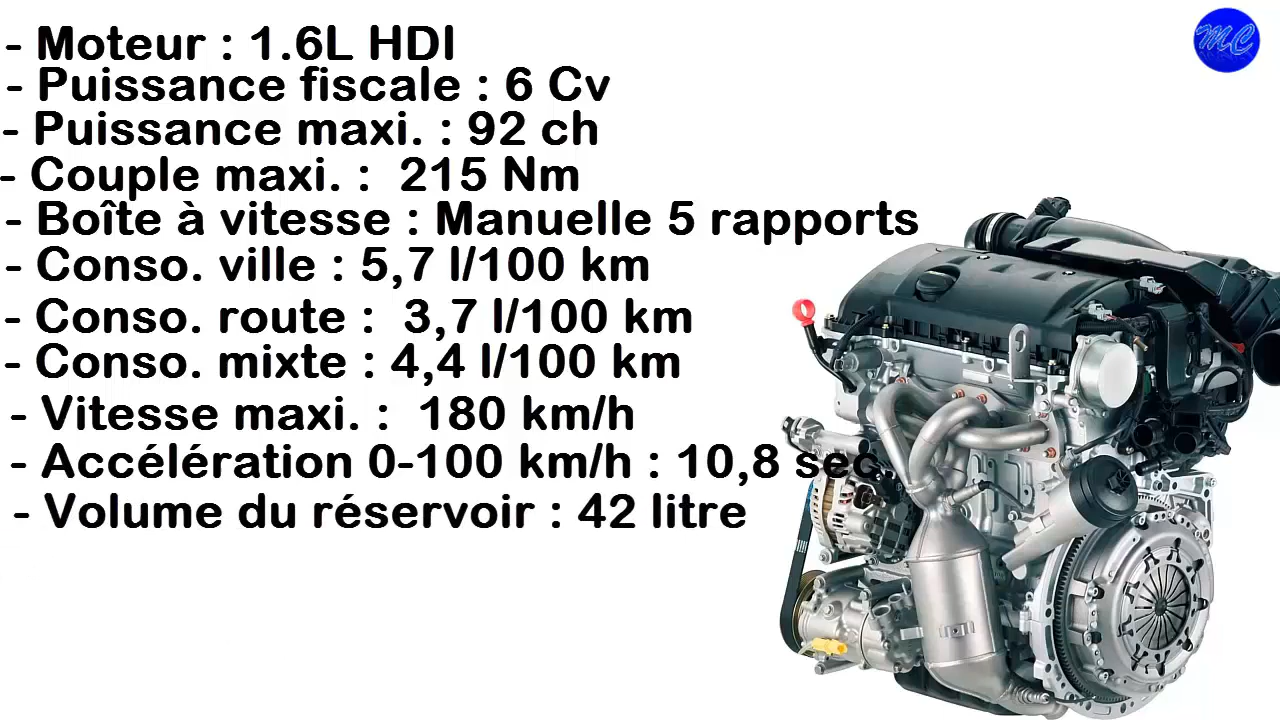 - Moteur : 1.6L HDI
MC
- Puissance fiscale : 6 Cv
- Puissance maxi. : 92 ch
- Couple maxi. :  215 Nm
- Boîte à vitesse : Manuelle 5 rapports
- Conso. ville : 5,7 l/100 km
- Conso. route :  3,7 l/100 km
- Conso. mixte : 4,4 l/100 km
- Vitesse maxi. :  180 km/h
- Accélération 0-100 km/h : 10,8 sec.
- Volume du réservoir : 42 litre